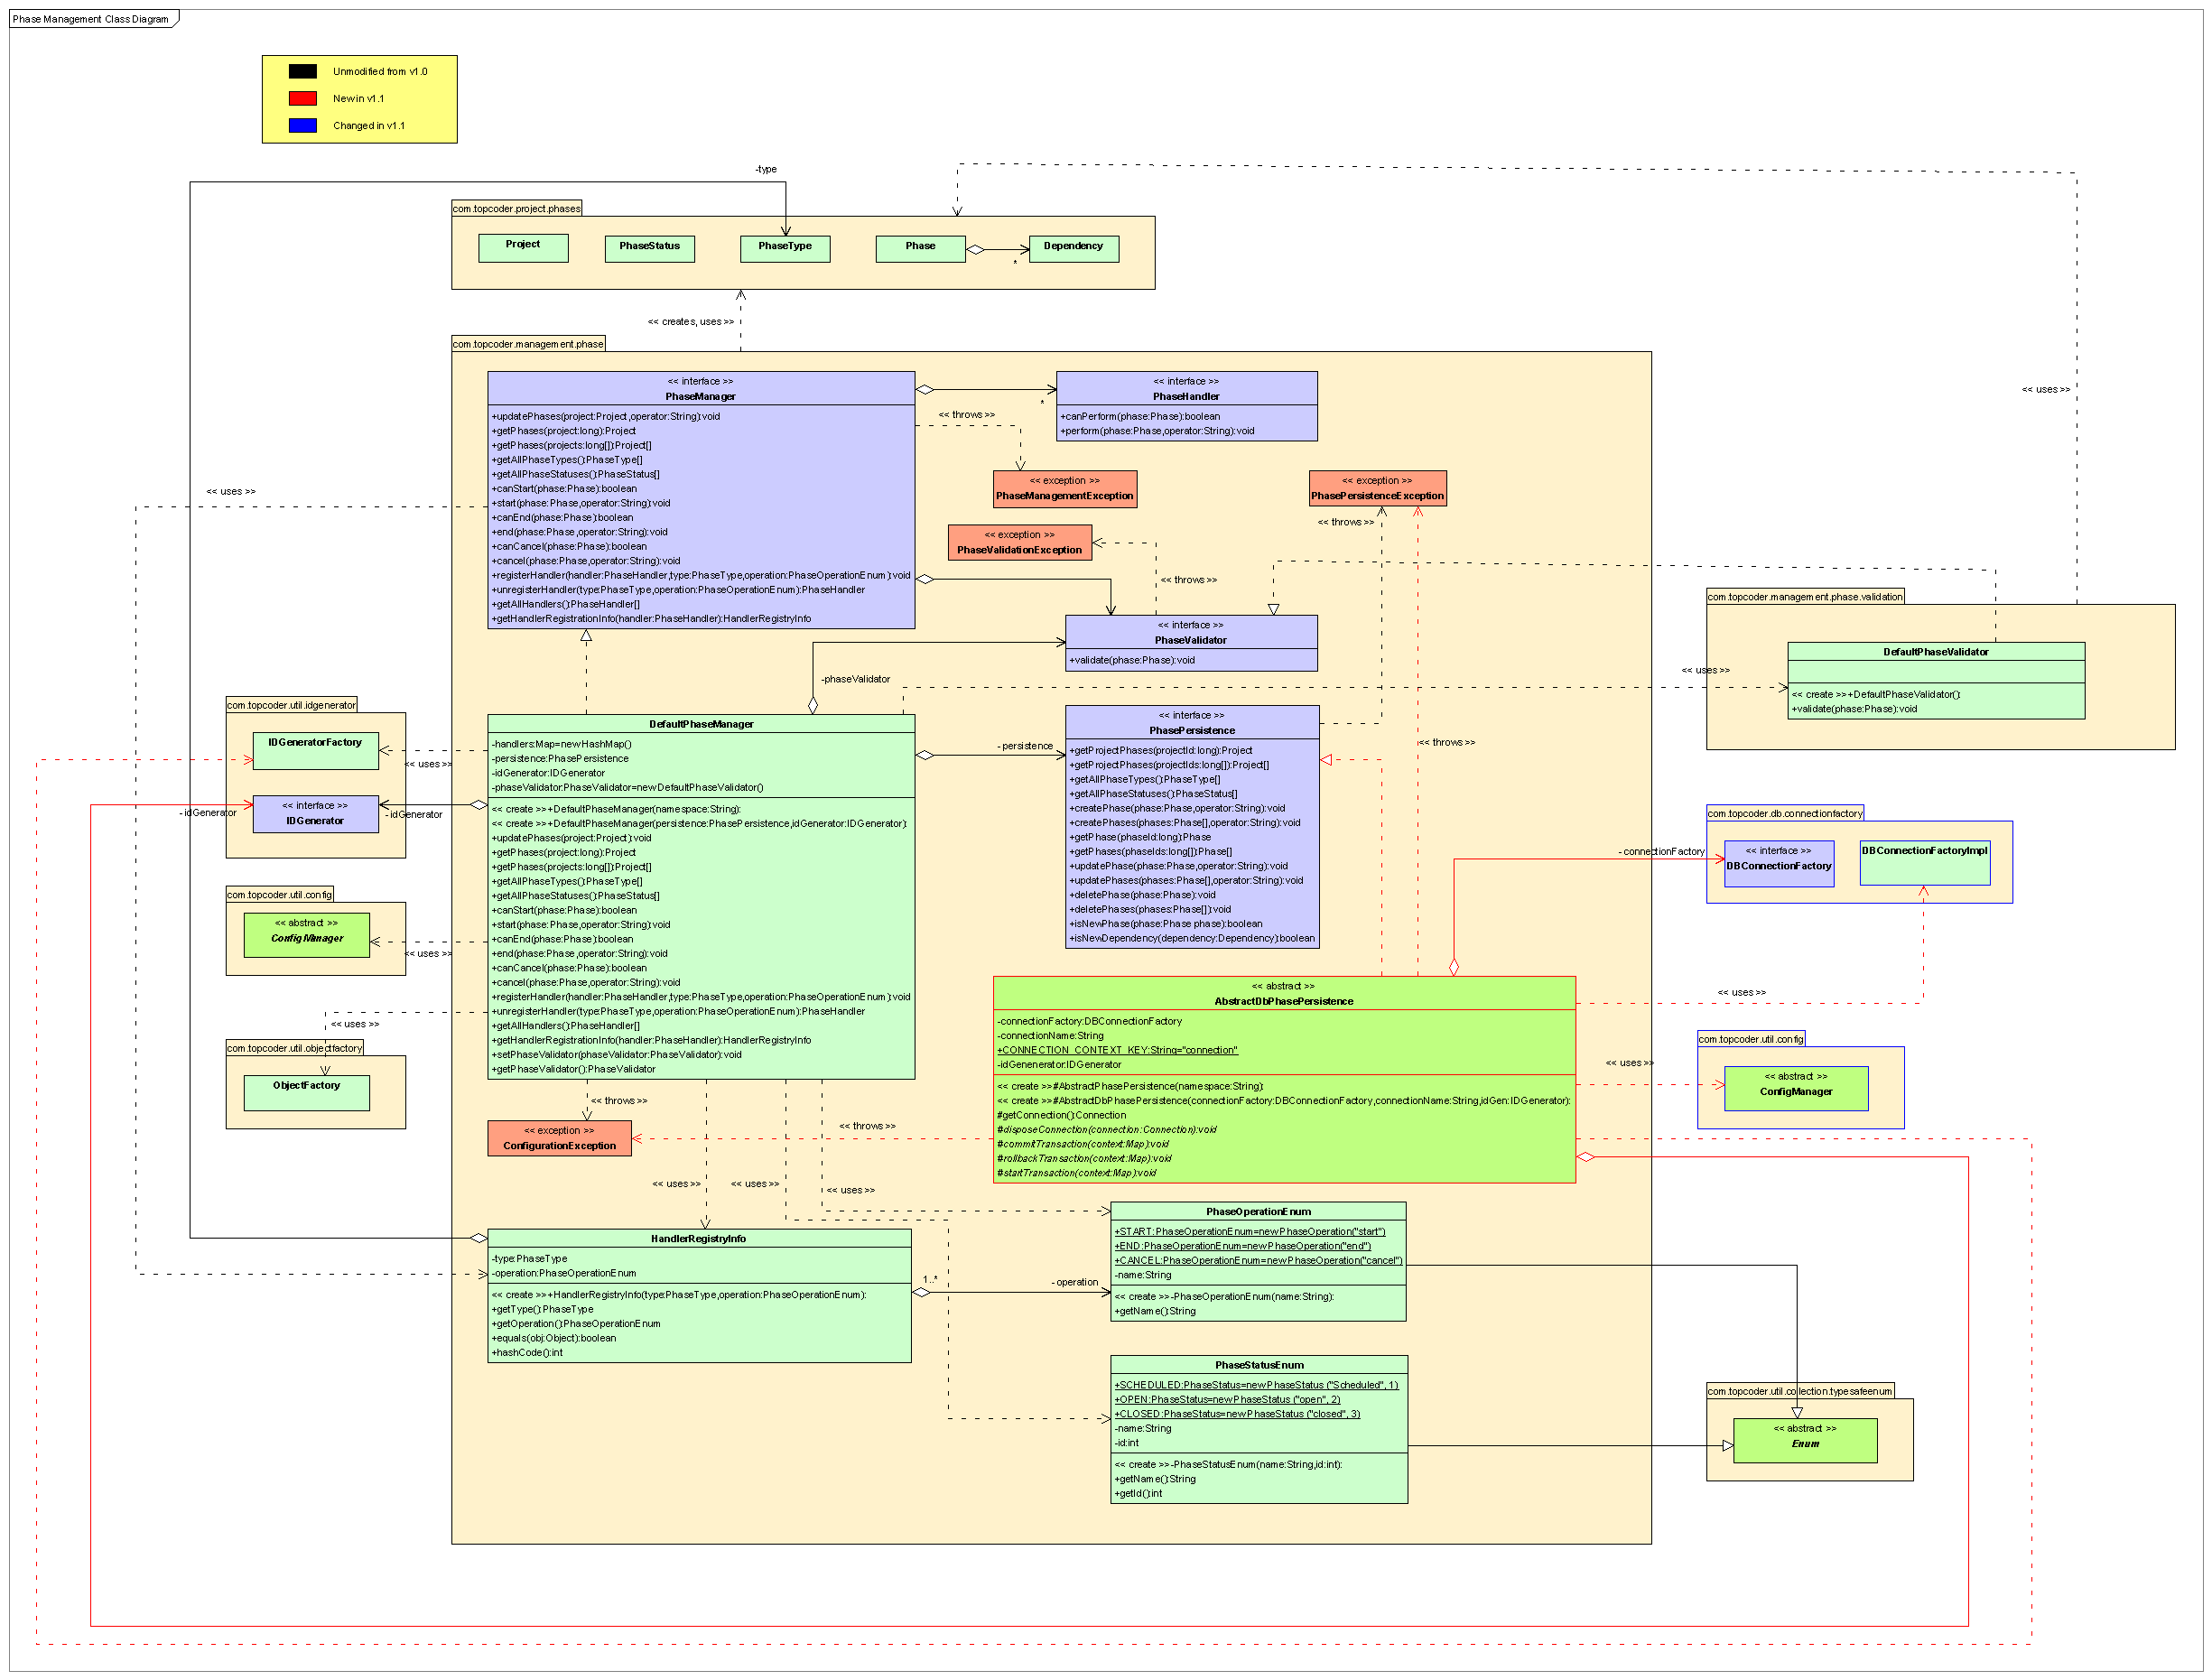 Phase Management Class Diagram
Unmodified from v1.0
New in v1.1
Changed in v1.1
-type
com.topcoder.project.phases
Project
PhaseStatus
PhaseType
Phase
Dependency
*
<< creates, uses >>
<< uses >>
com.topcoder.management.phase
<< interface >>
PhaseManager
+updatePhases(project:Project,operator:String):void
+getPhases(project:long):Project
+getPhases(projects:long[]):Project[]
+getAllPhaseTypes():PhaseType[]
+getAllPhaseStatuses():PhaseStatus[]
+canStart(phase:Phase):boolean
+start(phase:Phase,operator:String):void
+canEnd(phase:Phase):boolean
+end(phase:Phase,operator:String):void
+canCancel(phase:Phase):boolean
+cancel(phase:Phase,operator:String):void
+registerHandler(handler:PhaseHandler,type:PhaseType,operation:PhaseOperationEnum):void
+unregisterHandler(type:PhaseType,operation:PhaseOperationEnum):PhaseHandler
+getAllHandlers():PhaseHandler[]
+getHandlerRegistrationInfo(handler:PhaseHandler):HandlerRegistryInfo
*
<< interface >>
PhaseHandler
+canPerform(phase:Phase):boolean
+perform(phase:Phase,operator:String):void
<< throws >>
<< exception >>
PhaseManagementException
<< exception >>
PhasePersistenceException
<< throws >>
<< exception >>
PhaseValidationException
<< throws >>
<< uses >>
<< interface >>
PhaseValidator
+validate(phase:Phase):void
-phaseValidator
com.topcoder.management.phase.validation
DefaultPhaseValidator
<< create >>+DefaultPhaseValidator():
+validate(phase:Phase):void
<< uses >>
com.topcoder.util.idgenerator
IDGeneratorFactory
<< interface >>
IDGenerator
<< uses >>
-idGenerator
-idGenerator
DefaultPhaseManager
-handlers:Map=newHashMap()
-persistence:PhasePersistence
-idGenerator:IDGenerator
-phaseValidator:PhaseValidator=newDefaultPhaseValidator()
<< create >>+DefaultPhaseManager(namespace:String):
<< create >>+DefaultPhaseManager(persistence:PhasePersistence,idGenerator:IDGenerator):
+updatePhases(project:Project):void
+getPhases(project:long):Project
+getPhases(projects:long[]):Project[]
+getAllPhaseTypes():PhaseType[]
+getAllPhaseStatuses():PhaseStatus[]
+canStart(phase:Phase):boolean
+start(phase:Phase,operator:String):void
+canEnd(phase:Phase):boolean
+end(phase:Phase,operator:String):void
+canCancel(phase:Phase):boolean
+cancel(phase:Phase,operator:String):void
+registerHandler(handler:PhaseHandler,type:PhaseType,operation:PhaseOperationEnum):void
+unregisterHandler(type:PhaseType,operation:PhaseOperationEnum):PhaseHandler
+getAllHandlers():PhaseHandler[]
+getHandlerRegistrationInfo(handler:PhaseHandler):HandlerRegistryInfo
+setPhaseValidator(phaseValidator:PhaseValidator):void
+getPhaseValidator():PhaseValidator
-persistence
<< interface >>
PhasePersistence
+getProjectPhases(projectId:long):Project
+getProjectPhases(projectIds:long[]):Project[]
+getAllPhaseTypes():PhaseType[]
+getAllPhaseStatuses():PhaseStatus[]
+createPhase(phase:Phase,operator:String):void
+createPhases(phases:Phase[],operator:String):void
+getPhase(phaseId:long):Phase
+getPhases(phaseIds:long[]):Phase[]
+updatePhase(phase:Phase,operator:String):void
+updatePhases(phases:Phase[],operator:String):void
+deletePhase(phase:Phase):void
+deletePhases(phases:Phase[]):void
+isNewPhase(phase:Phase phase):boolean
+isNewDependency(dependency:Dependency):boolean
<< throws >>
com.topcoder.db.connectionfactory
<< interface >>
DBConnectionFactory
DBConnectionFactoryImpl
-connectionFactory
com.topcoder.util.config
<< abstract >>
ConfigManager
<< uses >>
<< uses >>
com.topcoder.util.objectfactory
ObjectFactory
<< abstract >>
AbstractDbPhasePersistence
-connectionFactory:DBConnectionFactory
-connectionName:String
+CONNECTION_CONTEXT_KEY:String="connection"
-idGenenerator:IDGenerator
<< create >>#AbstractPhasePersistence(namespace:String):
<< create >>#AbstractDbPhasePersistence(connectionFactory:DBConnectionFactory,connectionName:String,idGen:IDGenerator):
#getConnection():Connection
#disposeConnection(connection:Connection):void
#commitTransaction(context:Map):void
#rollbackTransaction(context:Map):void
#startTransaction(context:Map):void
<< uses >>
<< uses >>
com.topcoder.util.config
<< abstract >>
ConfigManager
<< throws >>
<< exception >>
ConfigurationException
<< throws >>
<< uses >>
<< uses >>
<< uses >>
HandlerRegistryInfo
-type:PhaseType
-operation:PhaseOperationEnum
<< create >>+HandlerRegistryInfo(type:PhaseType,operation:PhaseOperationEnum):
+getType():PhaseType
+getOperation():PhaseOperationEnum
+equals(obj:Object):boolean
+hashCode():int
1..*
-operation
PhaseOperationEnum
+START:PhaseOperationEnum=newPhaseOperation("start")
+END:PhaseOperationEnum=newPhaseOperation("end")
+CANCEL:PhaseOperationEnum=newPhaseOperation("cancel")
-name:String
<< create >>-PhaseOperationEnum(name:String):
+getName():String
PhaseStatusEnum
+SCHEDULED:PhaseStatus=newPhaseStatus ("Scheduled", 1)
+OPEN:PhaseStatus=newPhaseStatus ("open", 2)
+CLOSED:PhaseStatus=newPhaseStatus ("closed", 3)
-name:String
-id:int
<< create >>-PhaseStatusEnum(name:String,id:int):
+getName():String
+getId():int
com.topcoder.util.collection.typesafeenum
<< abstract >>
Enum